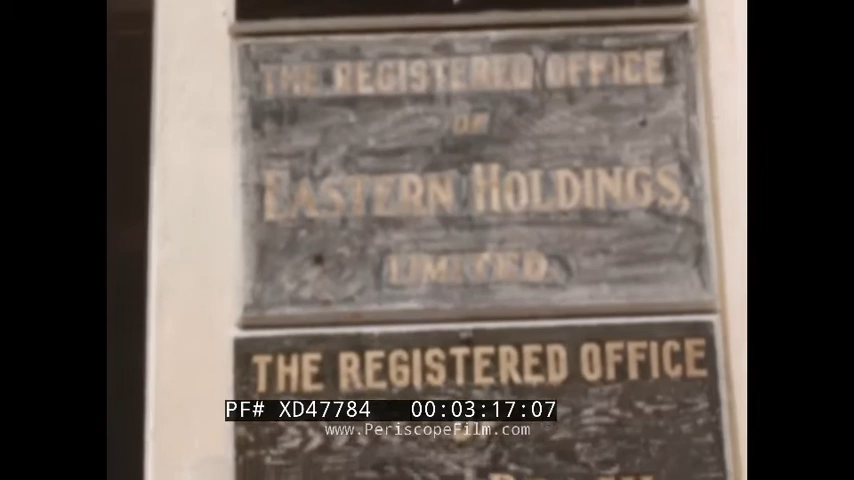 THE REGISTERED OFFICE
OF
EASTERN HOLDINGS,
LIMITED.
THE REGISTERED OFFICE
PF# XD47784 00:03:17:07
www.PeriscopeFilm.com